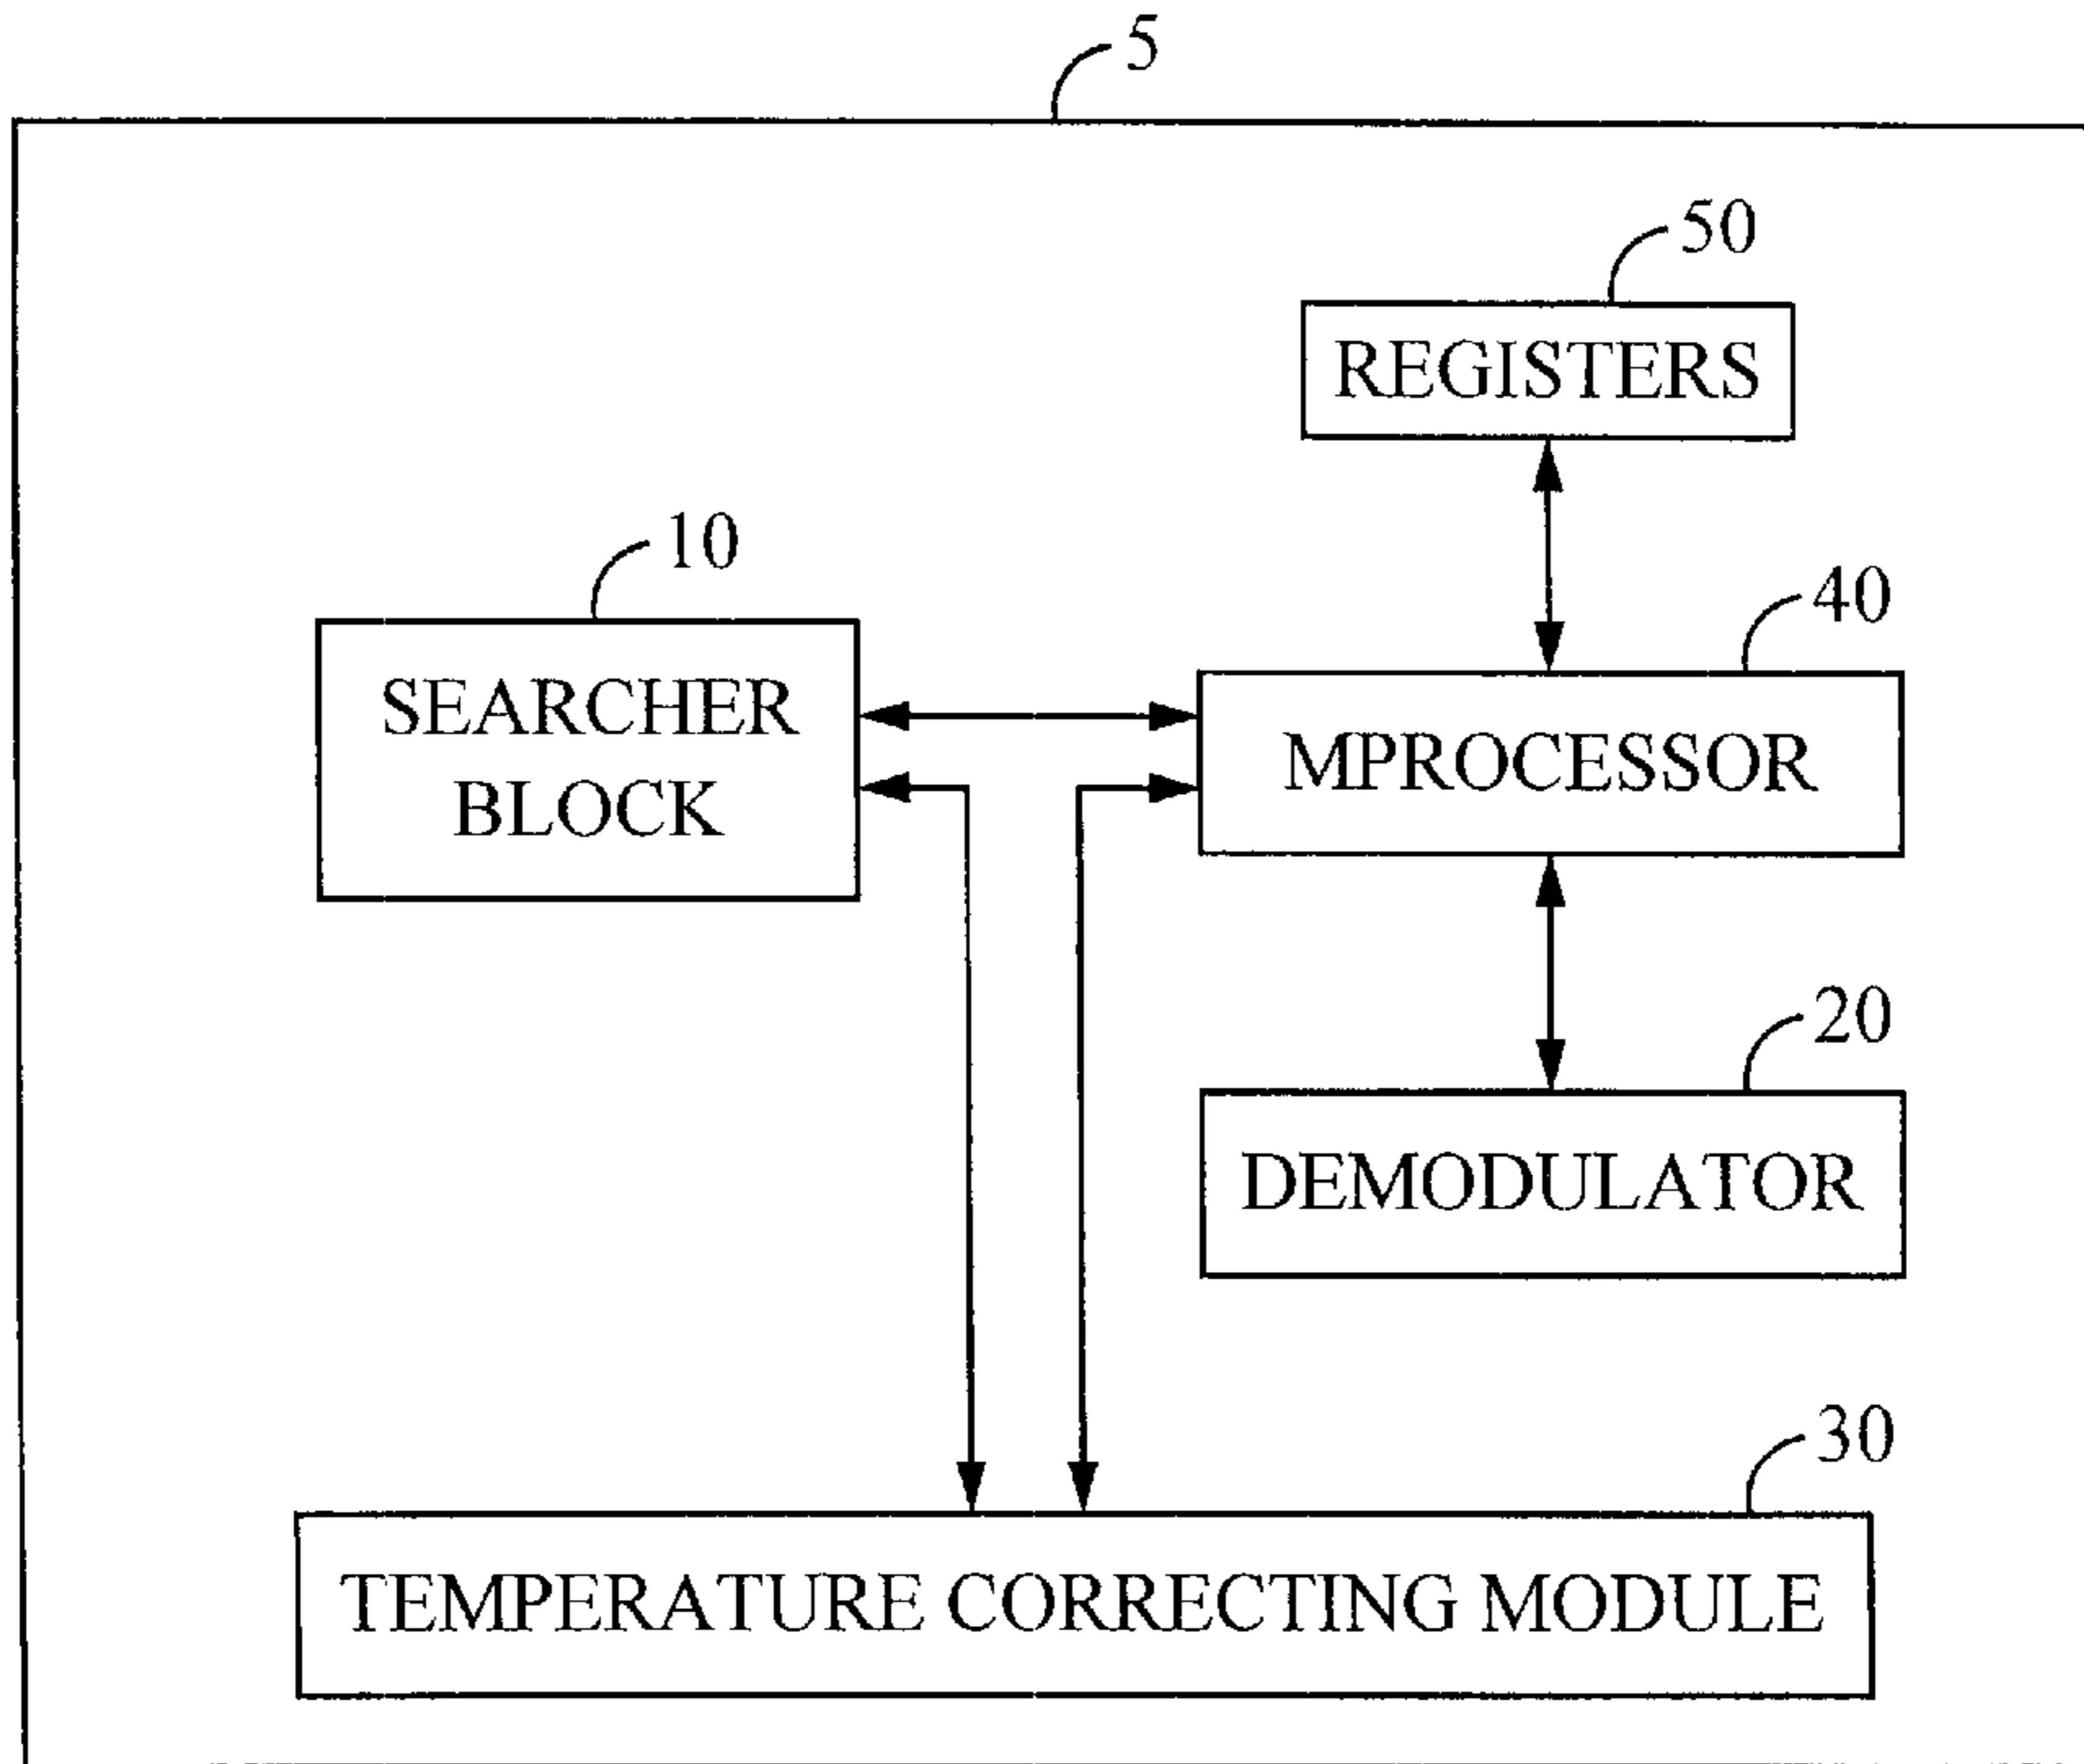 5
50
REGISTERS
10
40
SEARCHER
BLOCK
MPROCESSOR
20
DEMODULATOR
30
TEMPERATURE CORRECTING MODULE